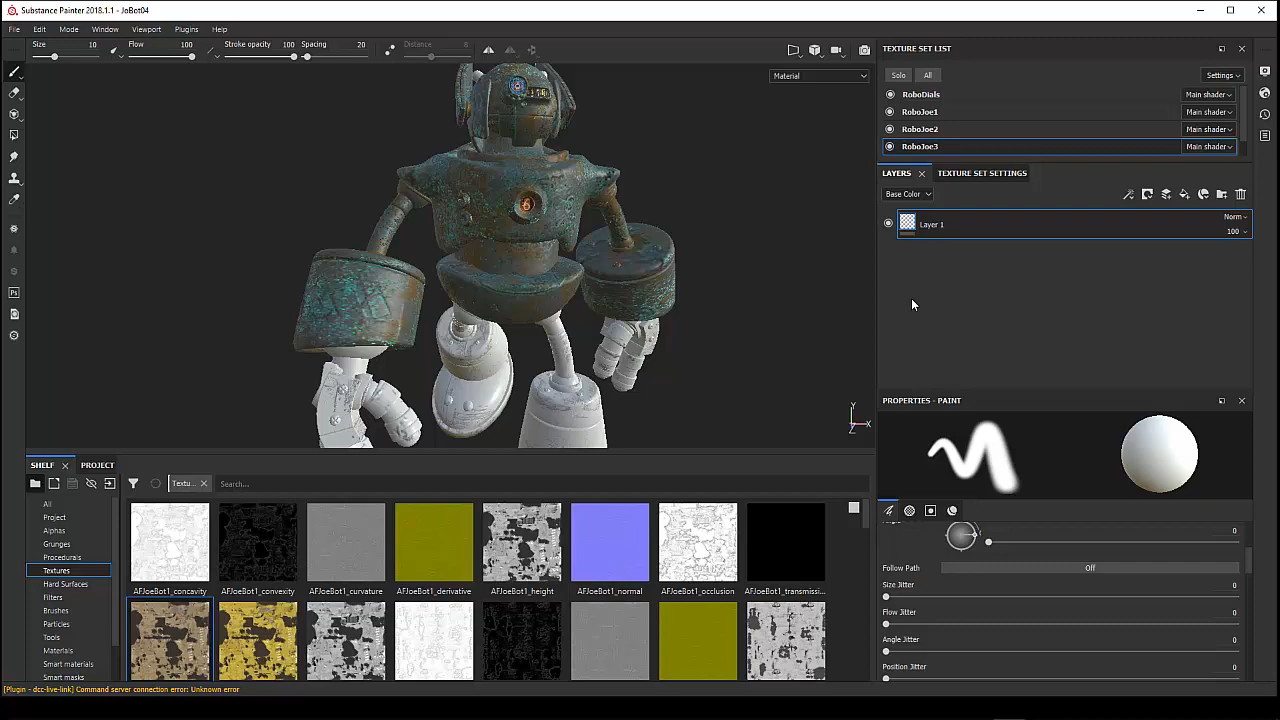 Substance Painter 2018.1.1 - JoBot04
File Edit Mode Window Viewport Plugins Help
Size 10 Flow 100 Stroke opacity 100 Spacing 20 Distance 8
Material
TEXTURE SET LIST
Solo All Settings
RoboDials Main shader
RoboJoe1 Main shader
RoboJoe2 Main shader
RoboJoe3 Main shader
LAYERS TEXTURE SET SETTINGS
Base Color
Layer 1 Norm
100
PROPERTIES - PAINT
0
Follow Path Off
Size Jitter 0
Flow Jitter 0
Angle Jitter 0
Position Jitter 0
Y
X
Z
SHELF PROJECT
Textu... Search...
All
Project
Alphas
Grunges
Procedurals
Textures
Hard Surfaces
Filters
Brushes
Particles
Tools
Materials
Smart materials
Smart masks
AFJoeBot1_concavity AFJoeBot1_convexity AFJoeBot1_curvature AFJoeBot1_derivative AFJoeBot1_height AFJoeBot1_normal AFJoeBot1_occlusion AFJoeBot1_transmissi...
[Plugin - dcc-live-link] Command server connection error: Unknown error
Ps